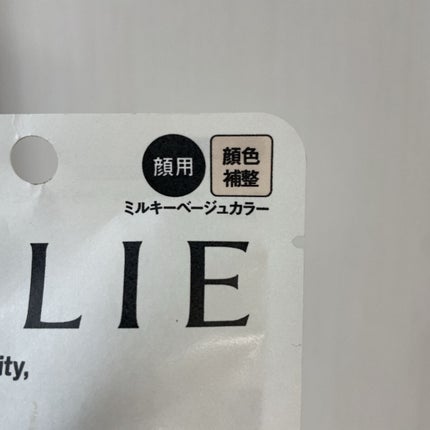 顔用
顔色
補整
ミルキーベージュカラー
LIE
ity,